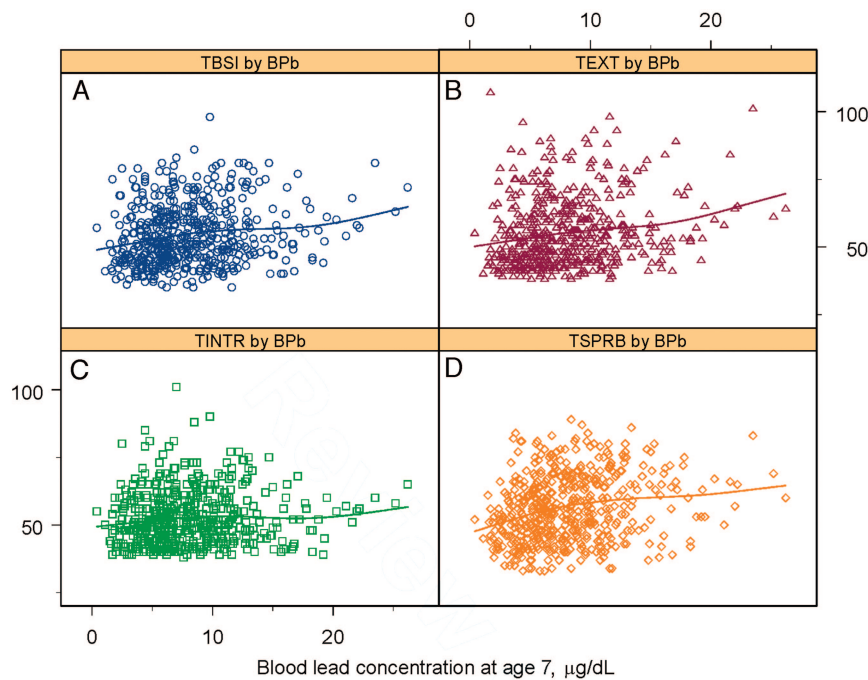 0 10 20
TBSI by BPb TEXT by BPb
A B
100
50
TINTR by BPb TSPRB by BPb
C D
100
50
0 10 20
Blood lead concentration at age 7, μg/dL